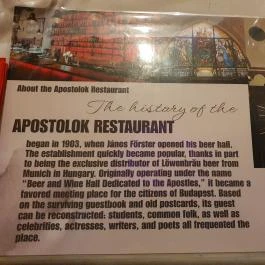 About the Apostolok Restaurant
The history of the
APOSTOLOK RESTAURANT
began in 1903, when János Förster opened his beer hall.
The establishment quickly became popular, thanks in part
to being the exclusive distributor of Löwenbräu beer from
Munich in Hungary. Originally operating under the name
"Beer and Wine Hall Dedicated to the Apostles," it became a
favored meeting place for the citizens of Budapest. Based
on the surviving guestbook and old postcards, its guest
can be reconstructed: students, common folk, as well as
celebrities, actresses, writers, and poets all frequented the
place.